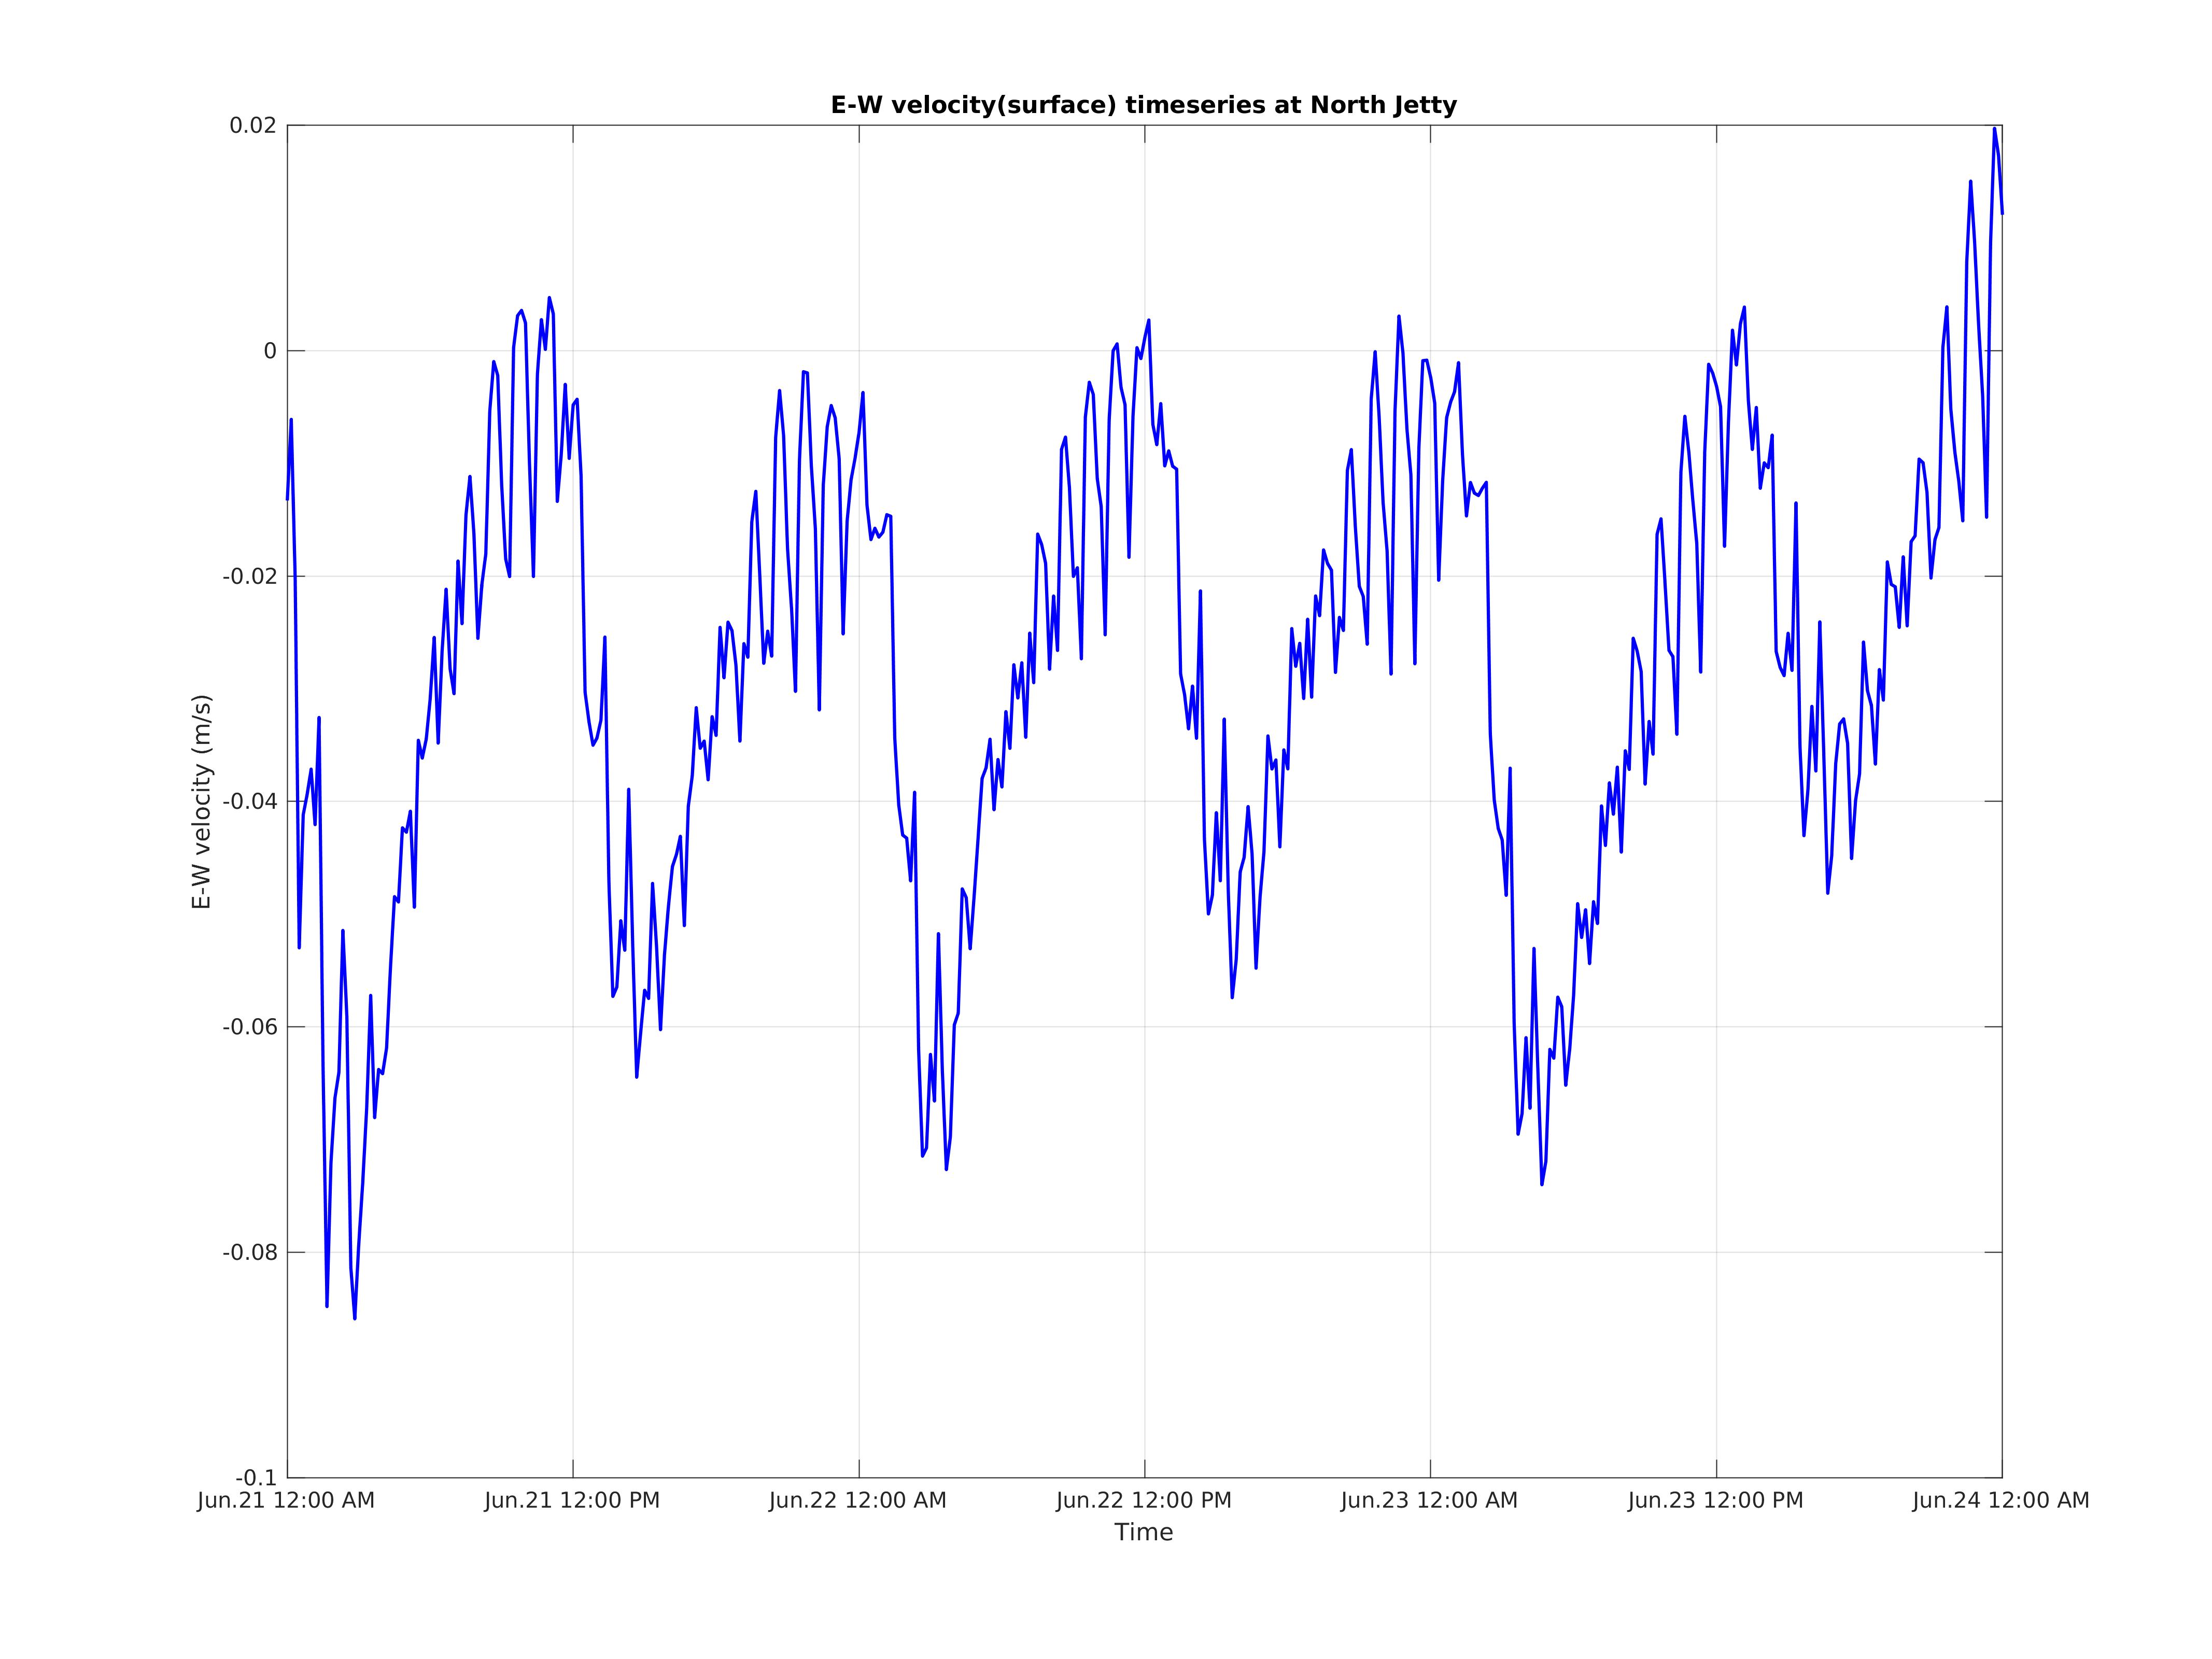 E-W velocity(surface) timeseries at North Jetty
0.02
0
-0.02
-0.04
-0.06
-0.08
-0.1
E-W velocity (m/s)
Jun.21 12:00 AM Jun.21 12:00 PM Jun.22 12:00 AM Jun.22 12:00 PM Jun.23 12:00 AM Jun.23 12:00 PM Jun.24 12:00 AM
Time